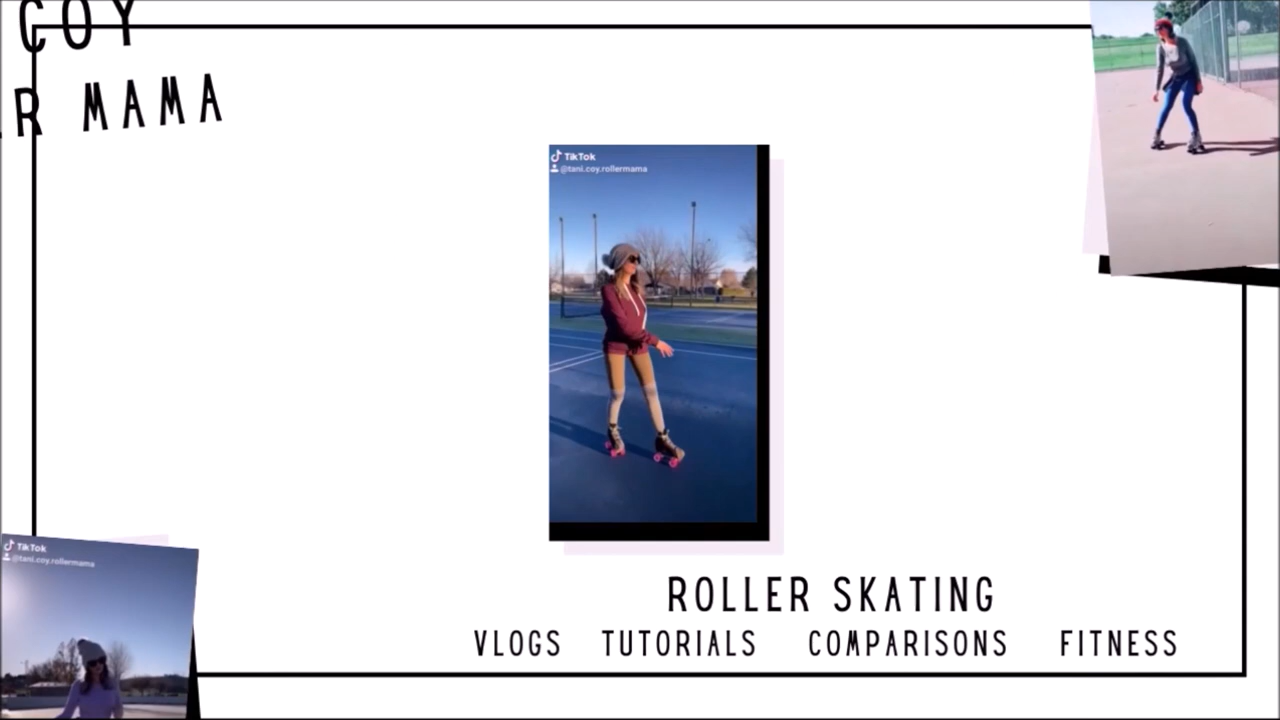 COY
R MAMA
TikTok
@tani.coy.rollermama
TikTok
@tani.coy.rollermama
ROLLER SKATING
VLOGS TUTORIALS COMPARISONS FITNESS